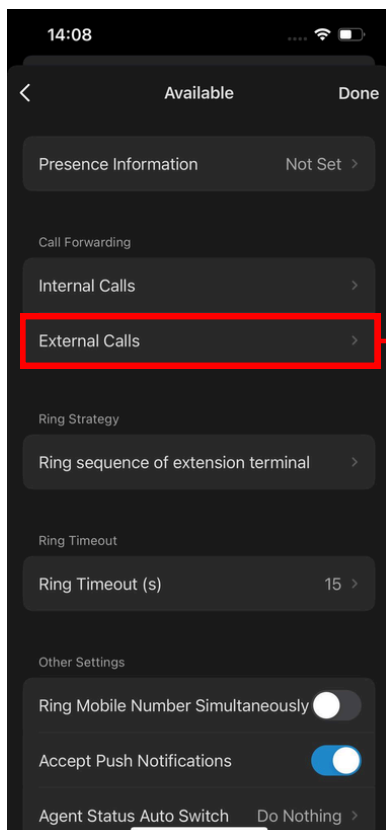 14:08
Available
Done
Presence Information Not Set
Call Forwarding
Internal Calls
External Calls
Ring Strategy
Ring sequence of extension terminal
Ring Timeout
Ring Timeout (s) 15
Other Settings
Ring Mobile Number Simultaneously
Accept Push Notifications
Agent Status Auto Switch Do Nothing